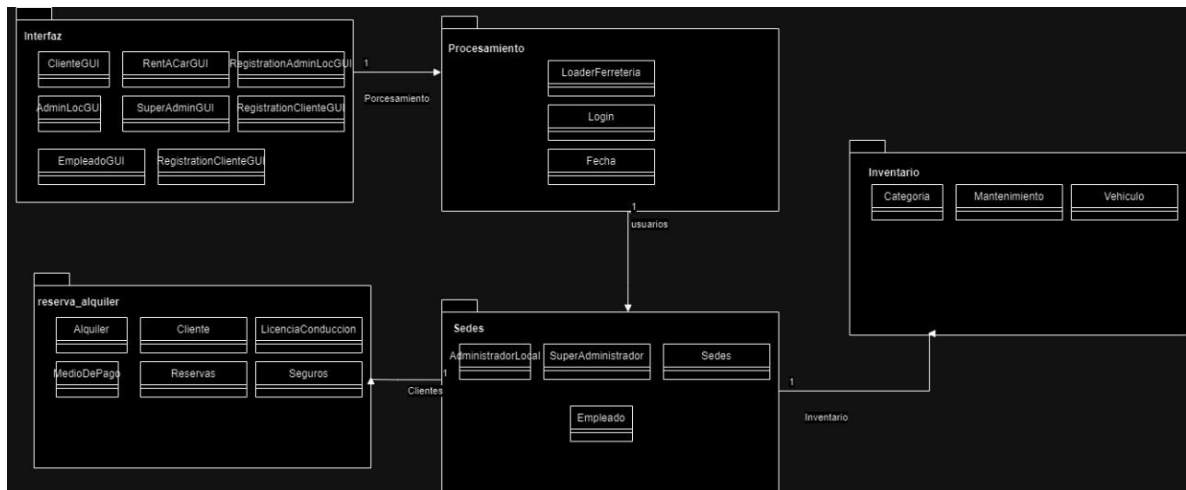 Interfaz
ClienteGUI
RentACarGUI
RegistrationAdminLocGUI
AdminLocGUI
SuperAdminGUI
RegistrationClienteGUI
EmpleadoGUI
RegistrationClienteGUI
1
Porcesamiento
Procesamiento
LoaderFerreteria
Login
Fecha
1
usuarios
Inventario
Categoria
Mantenimiento
Vehiculo
reserva_alquiler
Alquiler
Cliente
LicenciaConduccion
MedioDePago
Reservas
Seguros
1
Clientes
Sedes
AdministradorLocal
SuperAdministrador
Sedes
Empleado
1
Inventario